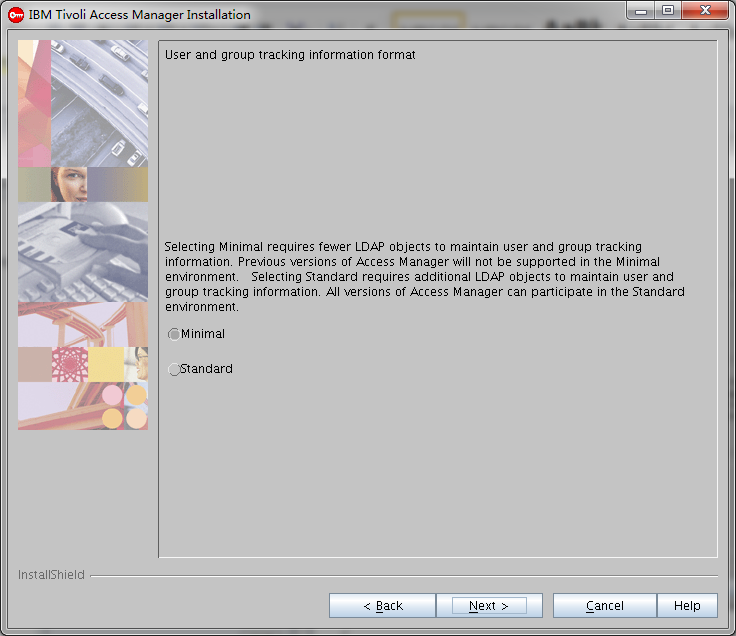 IBM Tivoli Access Manager Installation
User and group tracking information format
Selecting Minimal requires fewer LDAP objects to maintain user and group tracking
information. Previous versions of Access Manager will not be supported in the Minimal
environment.   Selecting Standard requires additional LDAP objects to maintain user and
group tracking information. All versions of Access Manager can participate in the Standard
environment.
Minimal
Standard
InstallShield
< Back
Next >
Cancel
Help